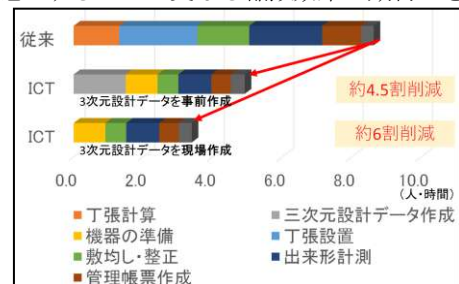 従来
ICT
3次元設計データを事前作成
約4.5割削減
ICT
3次元設計データを現場作成
約6割削減
0.0 2.0 4.0 6.0 8.0 10.0
(人・時間)
丁張計算 三次元設計データ作成
機器の準備 丁張設置
敷均し・整正 出来形計測
管理帳票作成